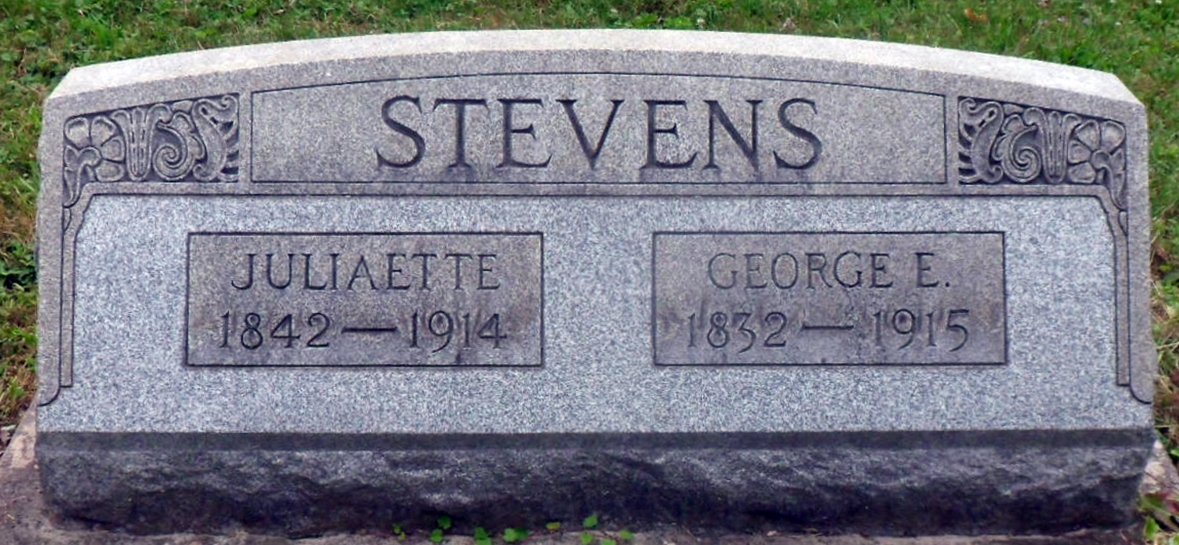 STEVENS
JULIAETTE
1842—1914
GEORGE E.
1832—1915